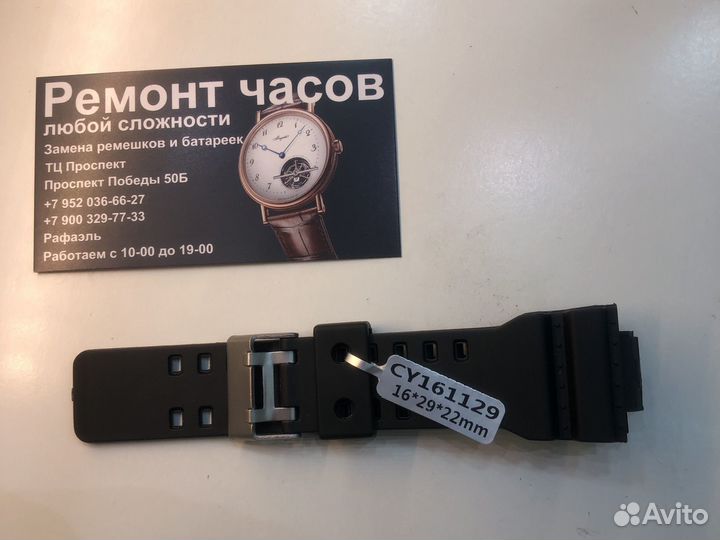 Ремонт часов
любой сложности
Замена ремешков и батареек
ТЦ Проспект
Проспект Победы 50Б
+7 952 036-66-27
+7 900 329-77-33
Рафаэль
Работаем с 10-00 до 19-00
CY161129
16*29*22mm
Avito